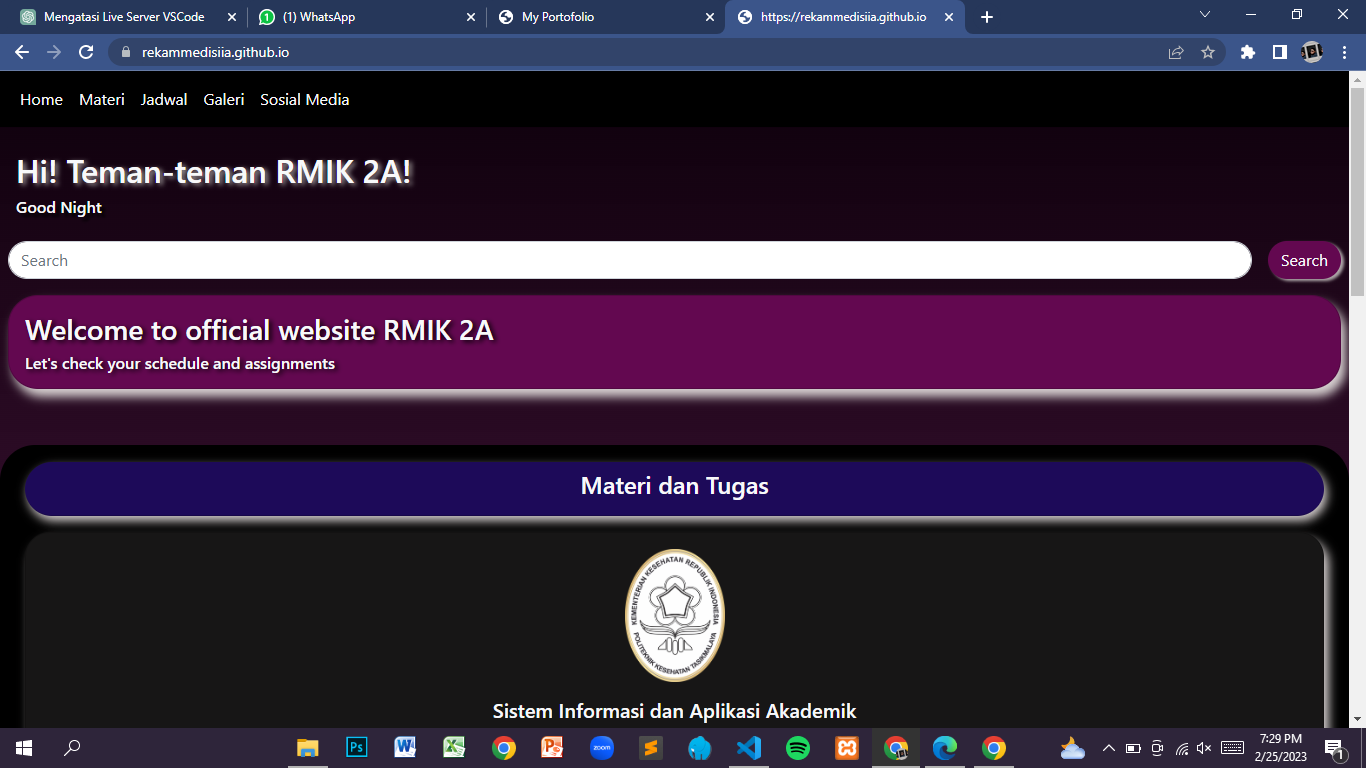 Mengatasi Live Server VSCode
(1) WhatsApp
My Portofolio
https://rekammedisiia.github.io
rekammedisiia.github.io
Home Materi Jadwal Galeri Sosial Media
Hi! Teman-teman RMIK 2A!
Good Night
Search
Search
Welcome to official website RMIK 2A
Let's check your schedule and assignments
Materi dan Tugas
KEMENTERIAN KESEHATAN REPUBLIK INDONESIA
POLITEKNIK KESEHATAN TASIKMALAYA
Sistem Informasi dan Aplikasi Akademik
7:29 PM
2/25/2023